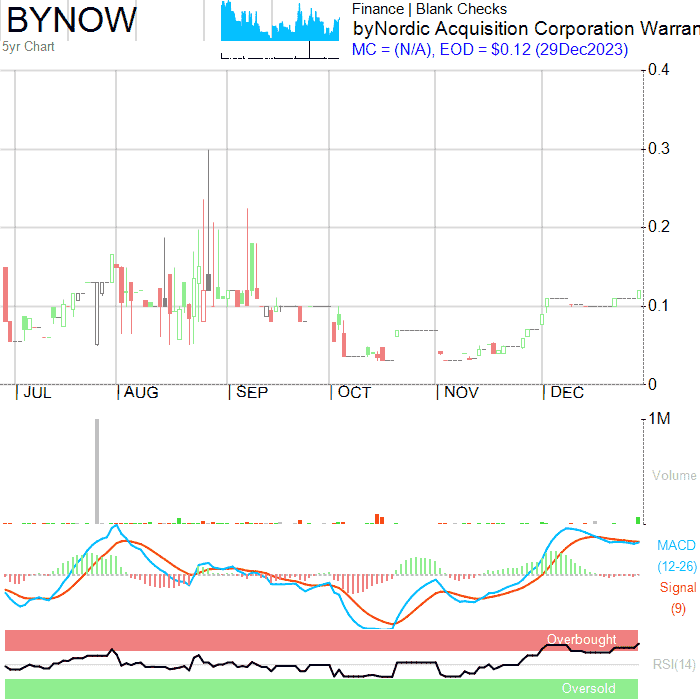 BYNOW
5yr Chart
Finance | Blank Checks
byNordic Acquisition Corporation Warran
MC = (N/A), EOD = $0.12 (29Dec2023)
0.4
0.3
0.2
0.1
0
JUL AUG SEP OCT NOV DEC
1M
Volume
MACD
(12-26)
Signal
(9)
Overbought
RSI(14)
Oversold